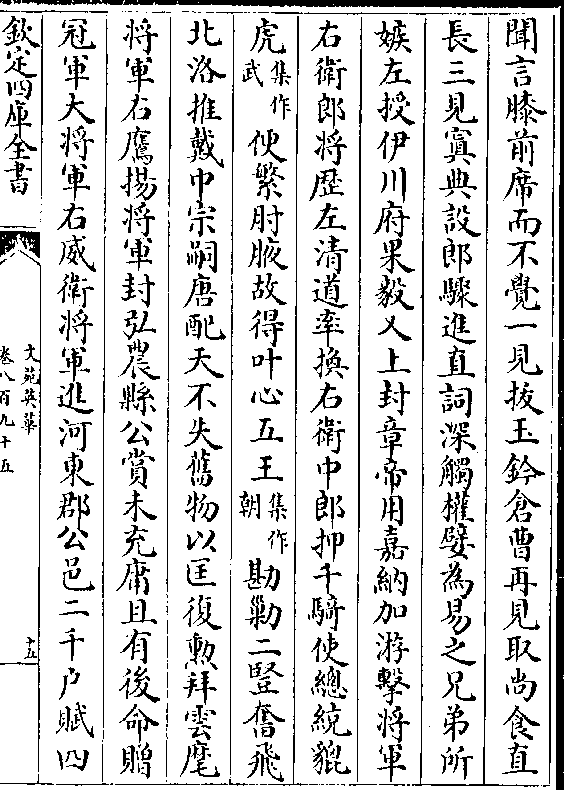 聞言膝前席而不覺一見拔王鈐倉曹再見取尚食直
長三見寘典設郎驟進直詞深觸權嬖為易之兄弟所
嫉左授伊川府果毅又上封章帝用嘉納加游擊將軍
右衛郎將歴左清道率換右衛中郎押千騎使總統貔
虎集作武使繁肘腋故得叶心五王集作朝勘勦二豎奮飛
北洛推戴中宗嗣唐配天不失舊物以匡復勲拜雲麾
將軍右鷹揚將軍封弘農縣公賞未充庸且有後命贈
冠軍大將軍右威衛將軍進河東郡公邑二千户賦四
欽定四庫全書
文苑英華
卷八百九十五
十五